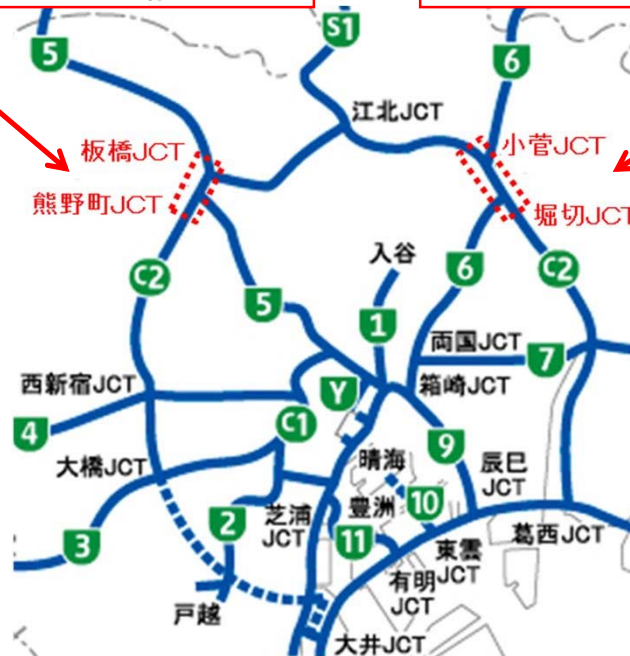 S1
5
6
江北JCT
板橋JCT
小菅JCT
熊野町JCT
堀切JCT
入谷
C2
6
C2
5
1
両国JCT
7
西新宿JCT
Y
箱崎JCT
4
C1
9
大橋JCT
晴海
辰巳
JCT
2
芝浦
JCT
豊洲
10
3
11
東雲
JCT
葛西JCT
有明
JCT
戸越
大井JCT